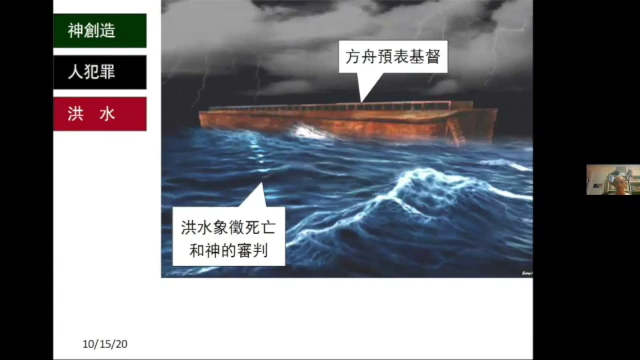 神創造
人犯罪
洪 水
方舟預表基督
洪水象徵死亡
和神的審判
10/15/20